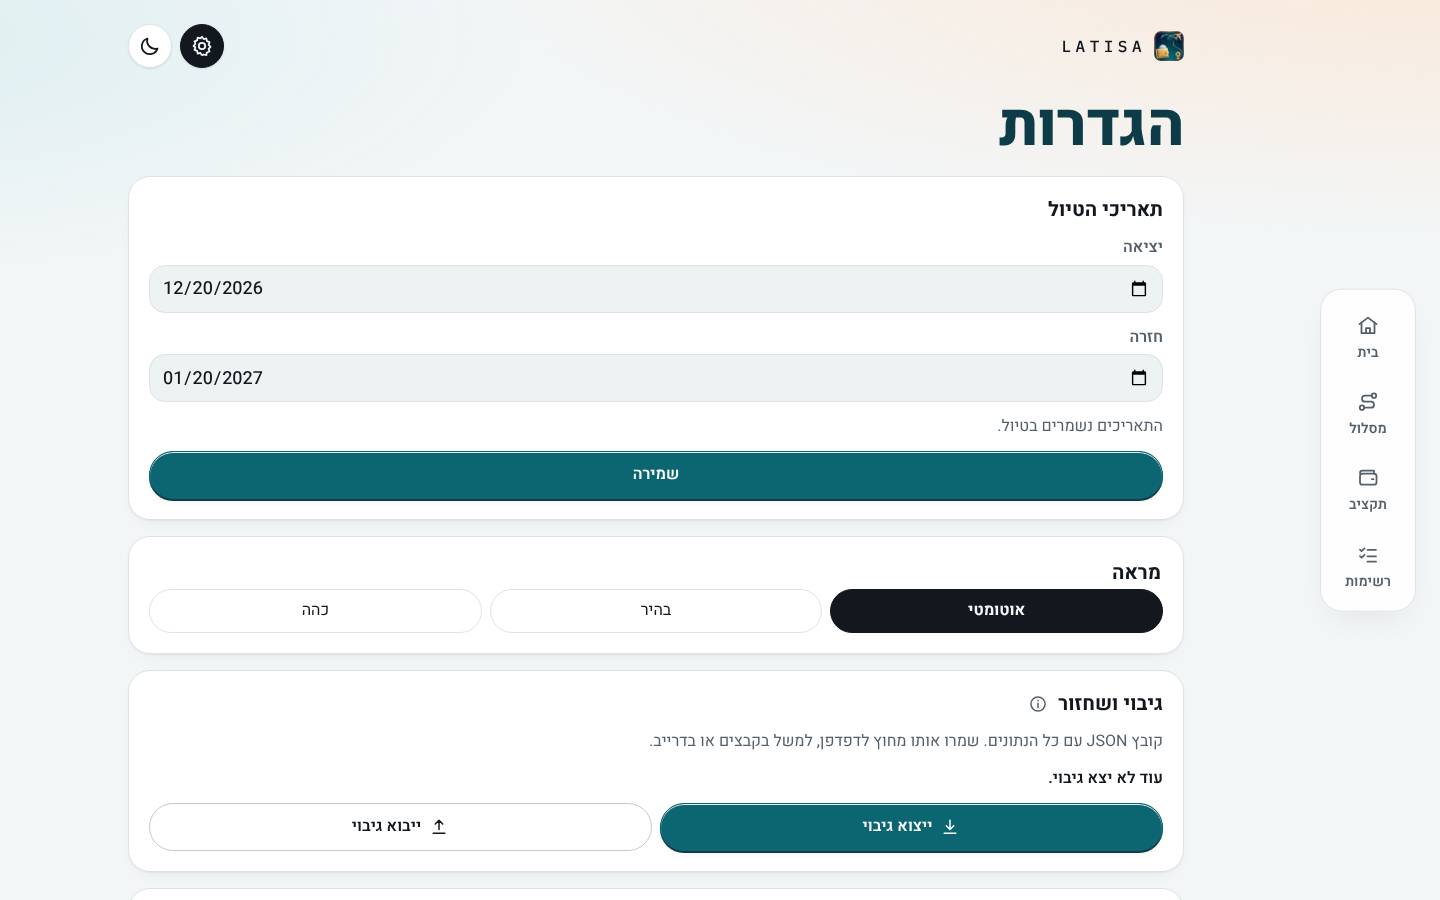 LATISA
הגדרות
תאריכי הטיול
יציאה
12/20/2026
חזרה
01/20/2027
התאריכים נשמרים בטיול.
שמירה
מראה
אוטומטי
בהיר
כהה
גיבוי ושחזור
קובץ JSON עם כל הנתונים. שמרו אותו מחוץ לדפדפן, למשל בקבצים או בדרייב.
עוד לא יצא גיבוי.
ייצוא גיבוי
ייבוא גיבוי
בית
מסלול
תקציב
רשימות